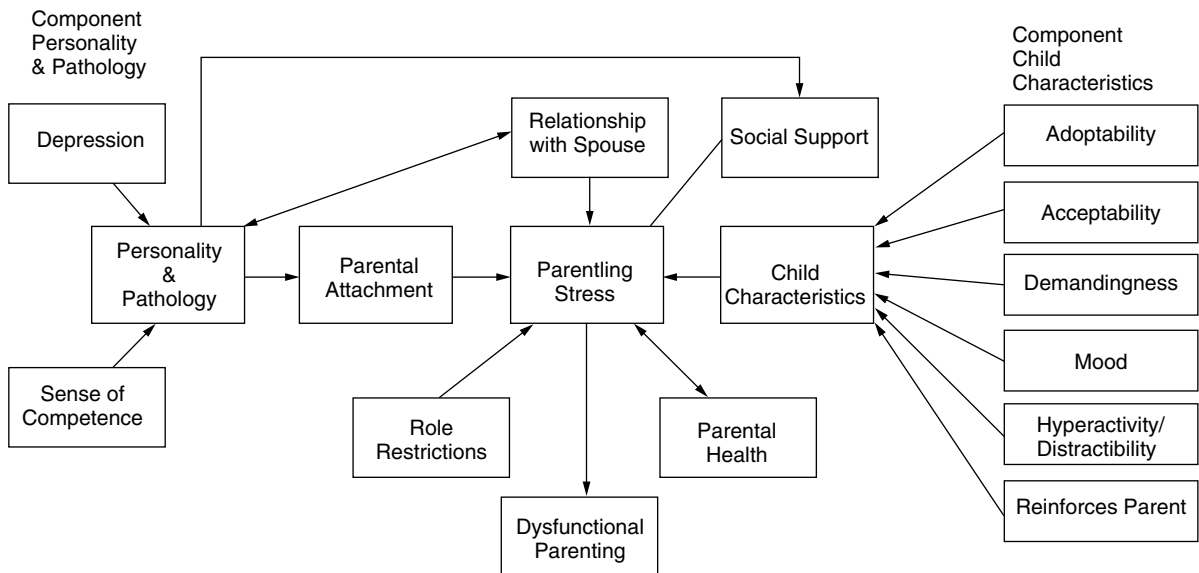 Component
Personality
& Pathology
Component
Child
Characteristics
Depression
Relationship
with Spouse
Social Support
Adoptability
Acceptability
Personality
&
Pathology
Parental
Attachment
Parentling
Stress
Child
Characteristics
Demandingness
Mood
Sense of
Competence
Role
Restrictions
Parental
Health
Hyperactivity/
Distractibility
Reinforces Parent
Dysfunctional
Parenting